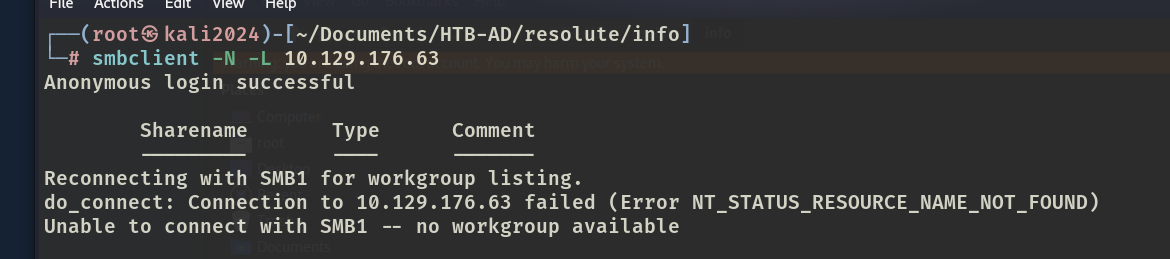 File Actions Edit View Help
┌──(root㉿kali2024)-[~/Documents/HTB-AD/resolute/info]
└─# smbclient -N -L 10.129.176.63
Anonymous login successful
Sharename Type Comment
--------- ---- -------
Reconnecting with SMB1 for workgroup listing.
do_connect: Connection to 10.129.176.63 failed (Error NT_STATUS_RESOURCE_NAME_NOT_FOUND)
Unable to connect with SMB1 -- no workgroup available